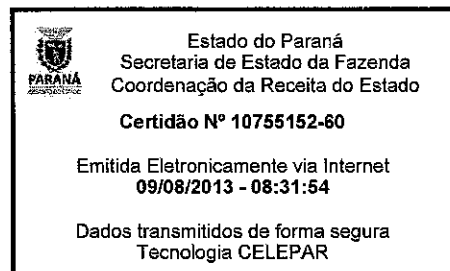 Estado do Paraná
Secretaria de Estado da Fazenda
PARANÁ
Coordenação da Receita do Estado
Certidão Nº 10755152-60
Emitida Eletronicamente via Internet
09/08/2013 - 08:31:54
Dados transmitidos de forma segura
Tecnologia CELEPAR